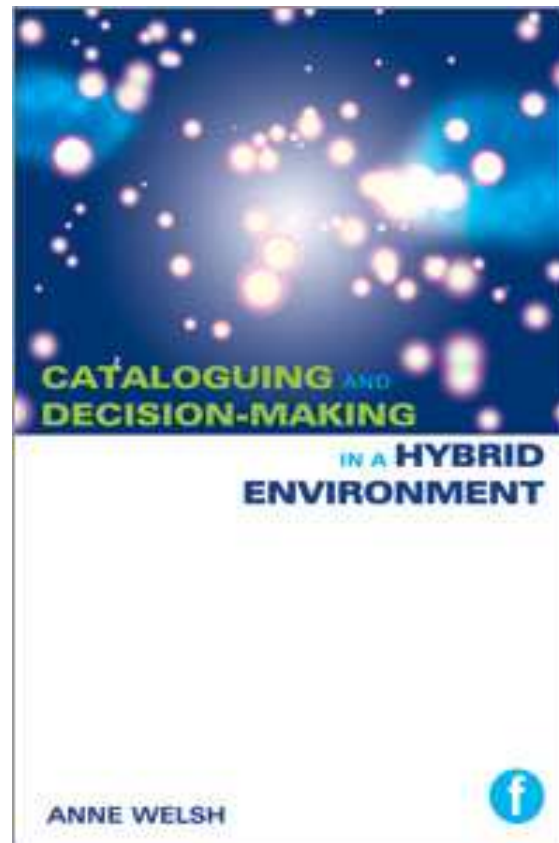 CATALOGUING AND
DECISION-MAKING
IN A HYBRID
ENVIRONMENT
ANNE WELSH
f